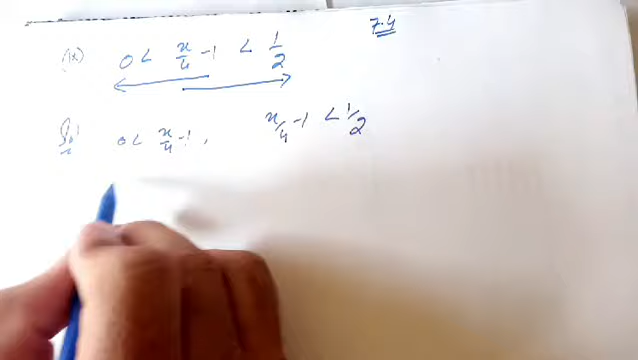 7.4
(ix) 0 < x/4 - 1 < 1/2
Sol 0 < x/4 - 1 , x/4 - 1 < 1/2